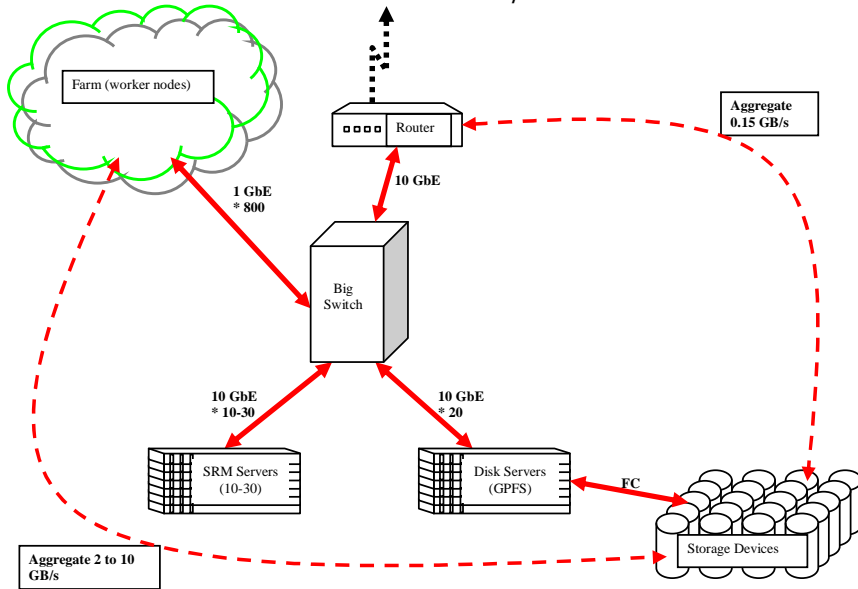 Farm (worker nodes)
Router
Aggregate
0.15 GB/s
10 GbE
1 GbE
* 800
Big
Switch
10 GbE
* 10-30
10 GbE
* 20
SRM Servers
(10-30)
Disk Servers
(GPFS)
FC
Storage Devices
Aggregate 2 to 10
GB/s